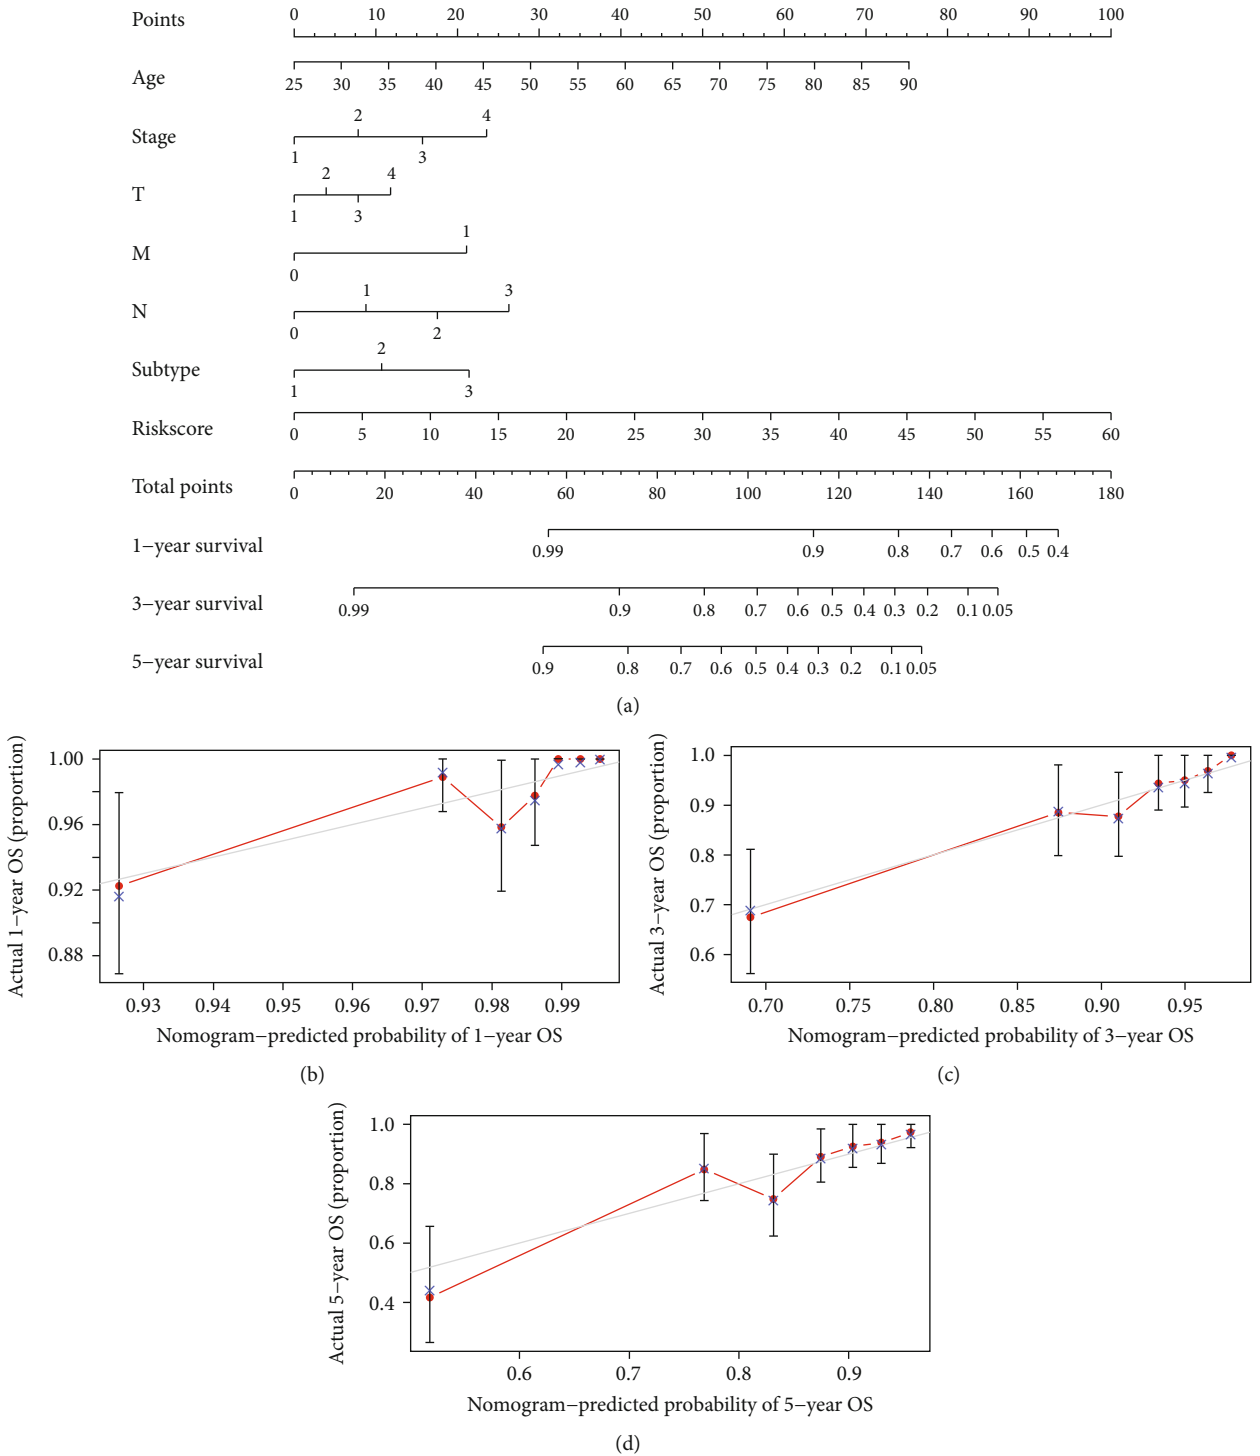 Points 0 10 20 30 40 50 60 70 80 90 100
Age
25 30 35 40 45 50 55 60 65 70 75 80 85 90
2 4
Stage
1 3
2 4
T
1 3
1
M
0
1 3
N
0 2
2
Subtype
1 3
Riskscore
0 5 10 15 20 25 30 35 40 45 50 55 60
Total points
0 20 40 60 80 100 120 140 160 180
1−year survival
0.99 0.9 0.8 0.7 0.6 0.5 0.4
3−year survival
0.99 0.9 0.8 0.7 0.6 0.5 0.4 0.3 0.2 0.1 0.05
5−year survival
0.9 0.8 0.7 0.6 0.5 0.4 0.3 0.2 0.1 0.05
(a)
Actual 1−year OS (proportion)
1.00
0.96
0.92
0.88
0.93 0.94 0.95 0.96 0.97 0.98 0.99
Nomogram−predicted probability of 1−year OS
(b)
Actual 3−year OS (proportion)
1.0
0.9
0.8
0.7
0.6
0.70 0.75 0.80 0.85 0.90 0.95
Nomogram−predicted probability of 3−year OS
(c)
Actual 5−year OS (proportion)
1.0
0.8
0.6
0.4
0.6 0.7 0.8 0.9
Nomogram−predicted probability of 5−year OS
(d)